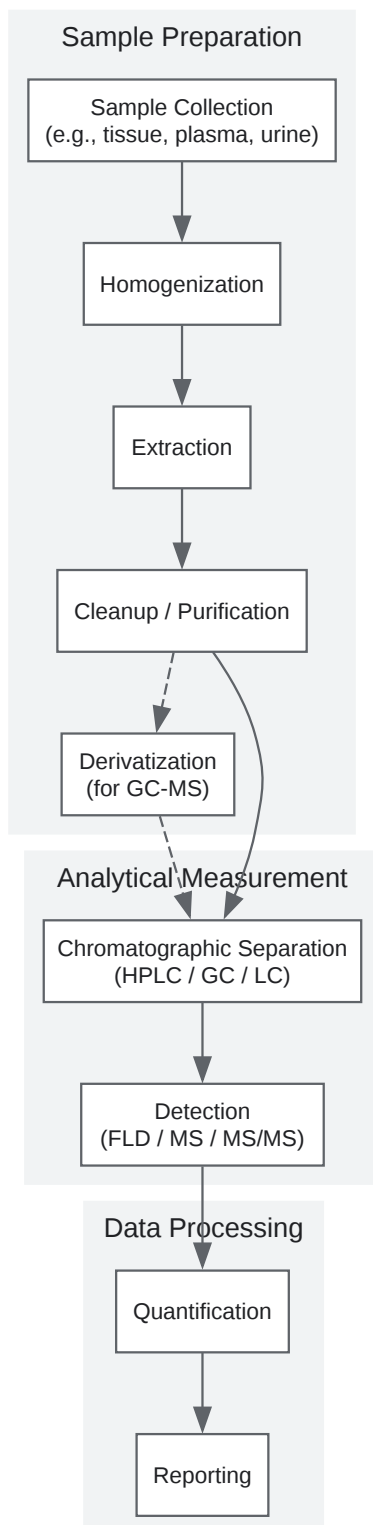 Sample Preparation
Sample Collection
(e.g., tissue, plasma, urine)
Homogenization
Extraction
Cleanup / Purification
Derivatization
(for GC-MS)
Analytical Measurement
Chromatographic Separation
(HPLC / GC / LC)
Detection
(FLD / MS / MS/MS)
Data Processing
Quantification
Reporting